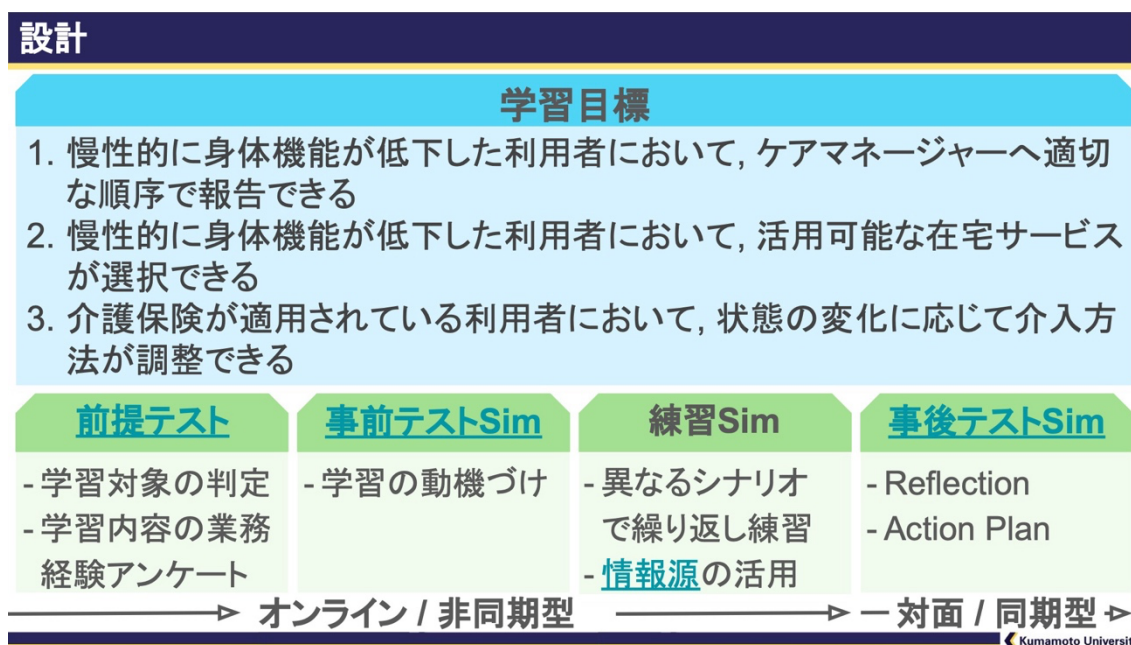 設計
学習目標
1. 慢性的に身体機能が低下した利用者において, ケアマネージャーへ適切
な順序で報告できる
2. 慢性的に身体機能が低下した利用者において, 活用可能な在宅サービス
が選択できる
3. 介護保険が適用されている利用者において, 状態の変化に応じて介入方
法が調整できる
前提テスト
- 学習対象の判定
- 学習内容の業務
経験アンケート
事前テストSim
- 学習の動機づけ
練習Sim
- 異なるシナリオ
で繰り返し練習
- 情報源の活用
事後テストSim
- Reflection
- Action Plan
オンライン / 非同期型
対面 / 同期型
Kumamoto Universit